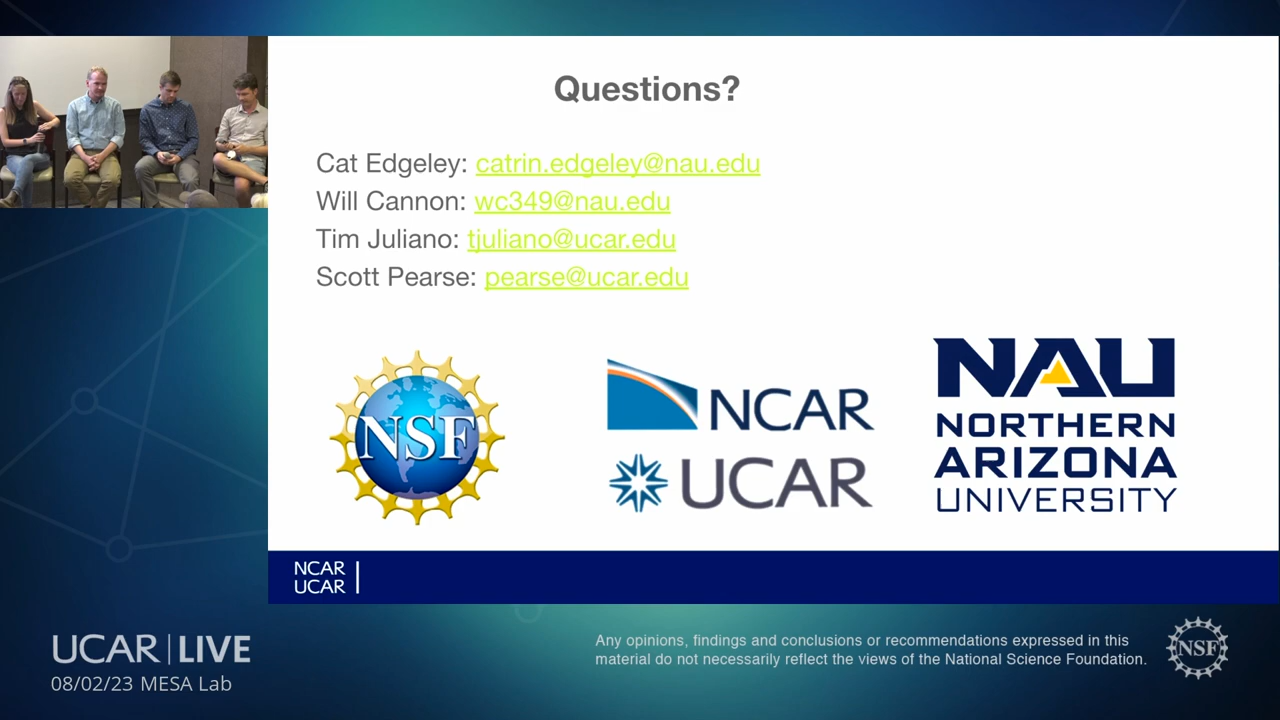 Questions?
Cat Edgeley: catrin.edgeley@nau.edu
Will Cannon: wc349@nau.edu
Tim Juliano: tjuliano@ucar.edu
Scott Pearse: pearse@ucar.edu
NSF
NCAR
UCAR
NAU
NORTHERN
ARIZONA
UNIVERSITY
NCAR
UCAR
UCAR | LIVE
08/02/23 MESA Lab
Any opinions, findings and conclusions or recommendations expressed in this
material do not necessarily reflect the views of the National Science Foundation.
NSF